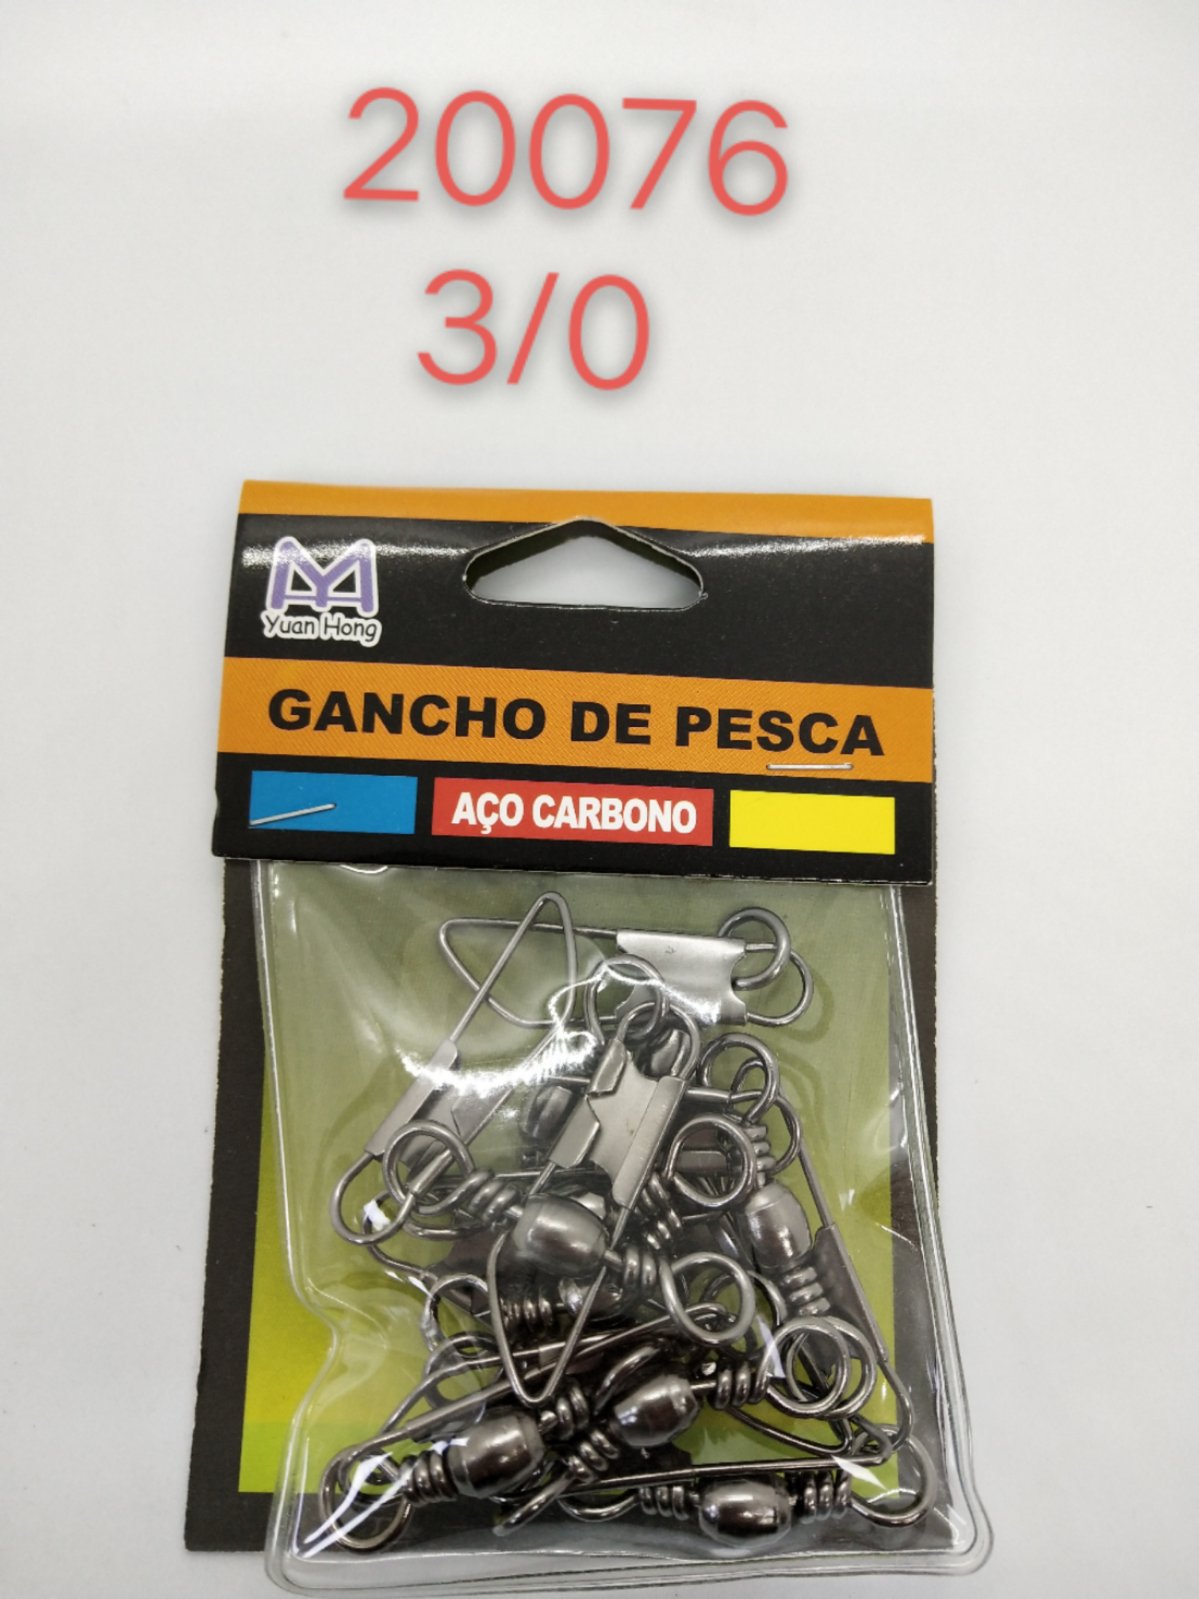 20076
3/0
Yuan Hong
GANCHO DE PESCA
AÇO CARBONO